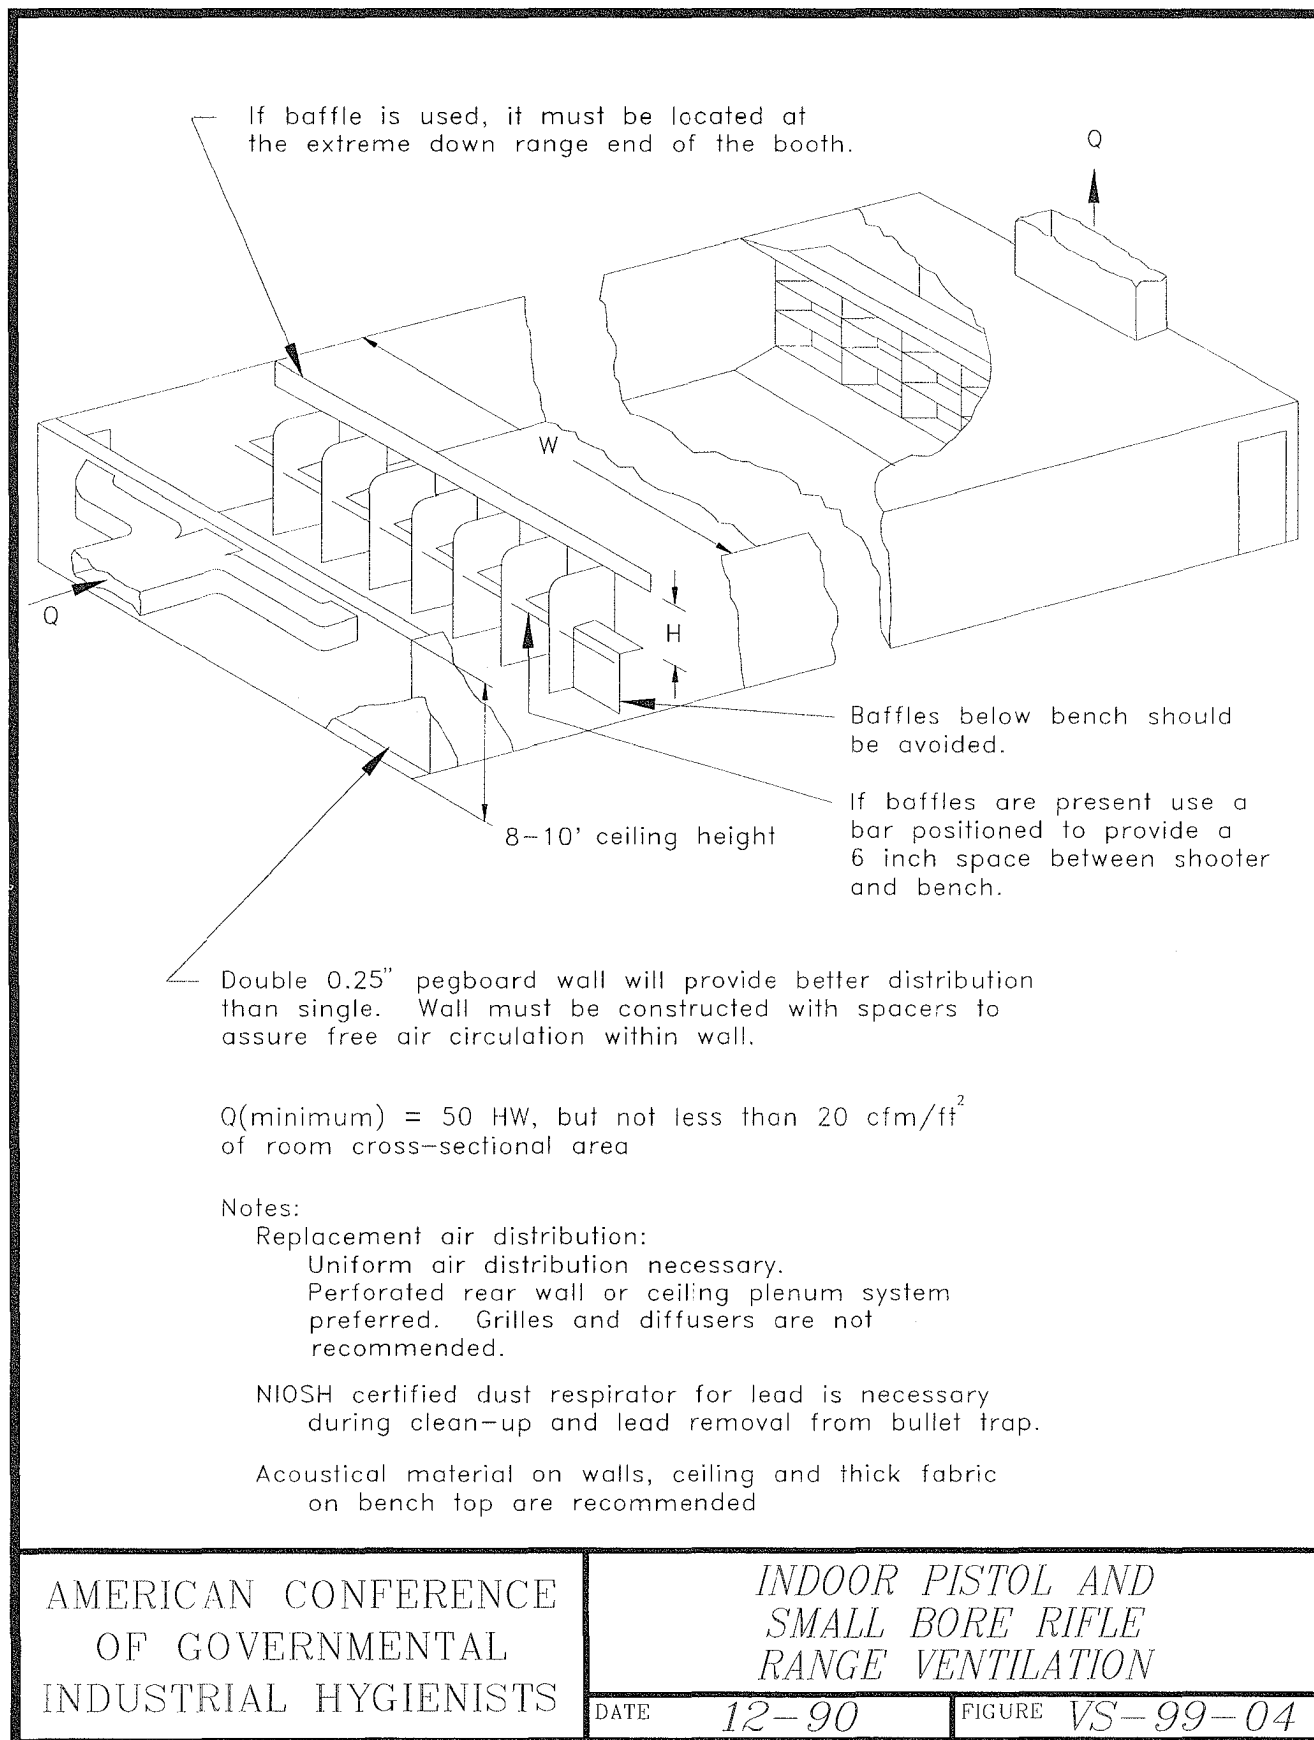 If baffle is used, it must be located at
the extreme down range end of the booth.
Q
W
Q
H
Baffles below bench should
be avoided.
If baffles are present use a
bar positioned to provide a
6 inch space between shooter
and bench.
8-10' ceiling height
Double 0.25" pegboard wall will provide better distribution
than single. Wall must be constructed with spacers to
assure free air circulation within wall.
Q(minimum) = 50 HW, but not less than 20 cfm/ft²
of room cross-sectional area
Notes:
Replacement air distribution:
Uniform air distribution necessary.
Perforated rear wall or ceiling plenum system
preferred. Grilles and diffusers are not
recommended.
NIOSH certified dust respirator for lead is necessary
during clean-up and lead removal from bullet trap.
Acoustical material on walls, ceiling and thick fabric
on bench top are recommended
AMERICAN CONFERENCE
OF GOVERNMENTAL
INDUSTRIAL HYGIENISTS
INDOOR PISTOL AND
SMALL BORE RIFLE
RANGE VENTILATION
DATE 12-90
FIGURE VS-99-04